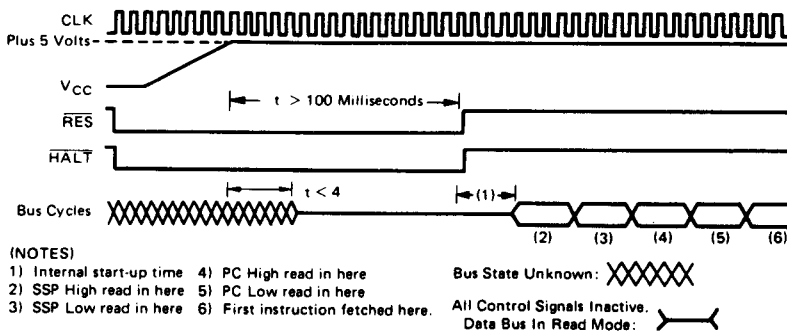 CLK
Plus 5 Volts
VCC
t > 100 Milliseconds
RES
HALT
t < 4
(1)
Bus Cycles
(2) (3) (4) (5) (6)
(NOTES)
1) Internal start-up time 4) PC High read in here
2) SSP High read in here 5) PC Low read in here
3) SSP Low read in here 6) First instruction fetched here.
Bus State Unknown:
All Control Signals Inactive.
Data Bus In Read Mode: